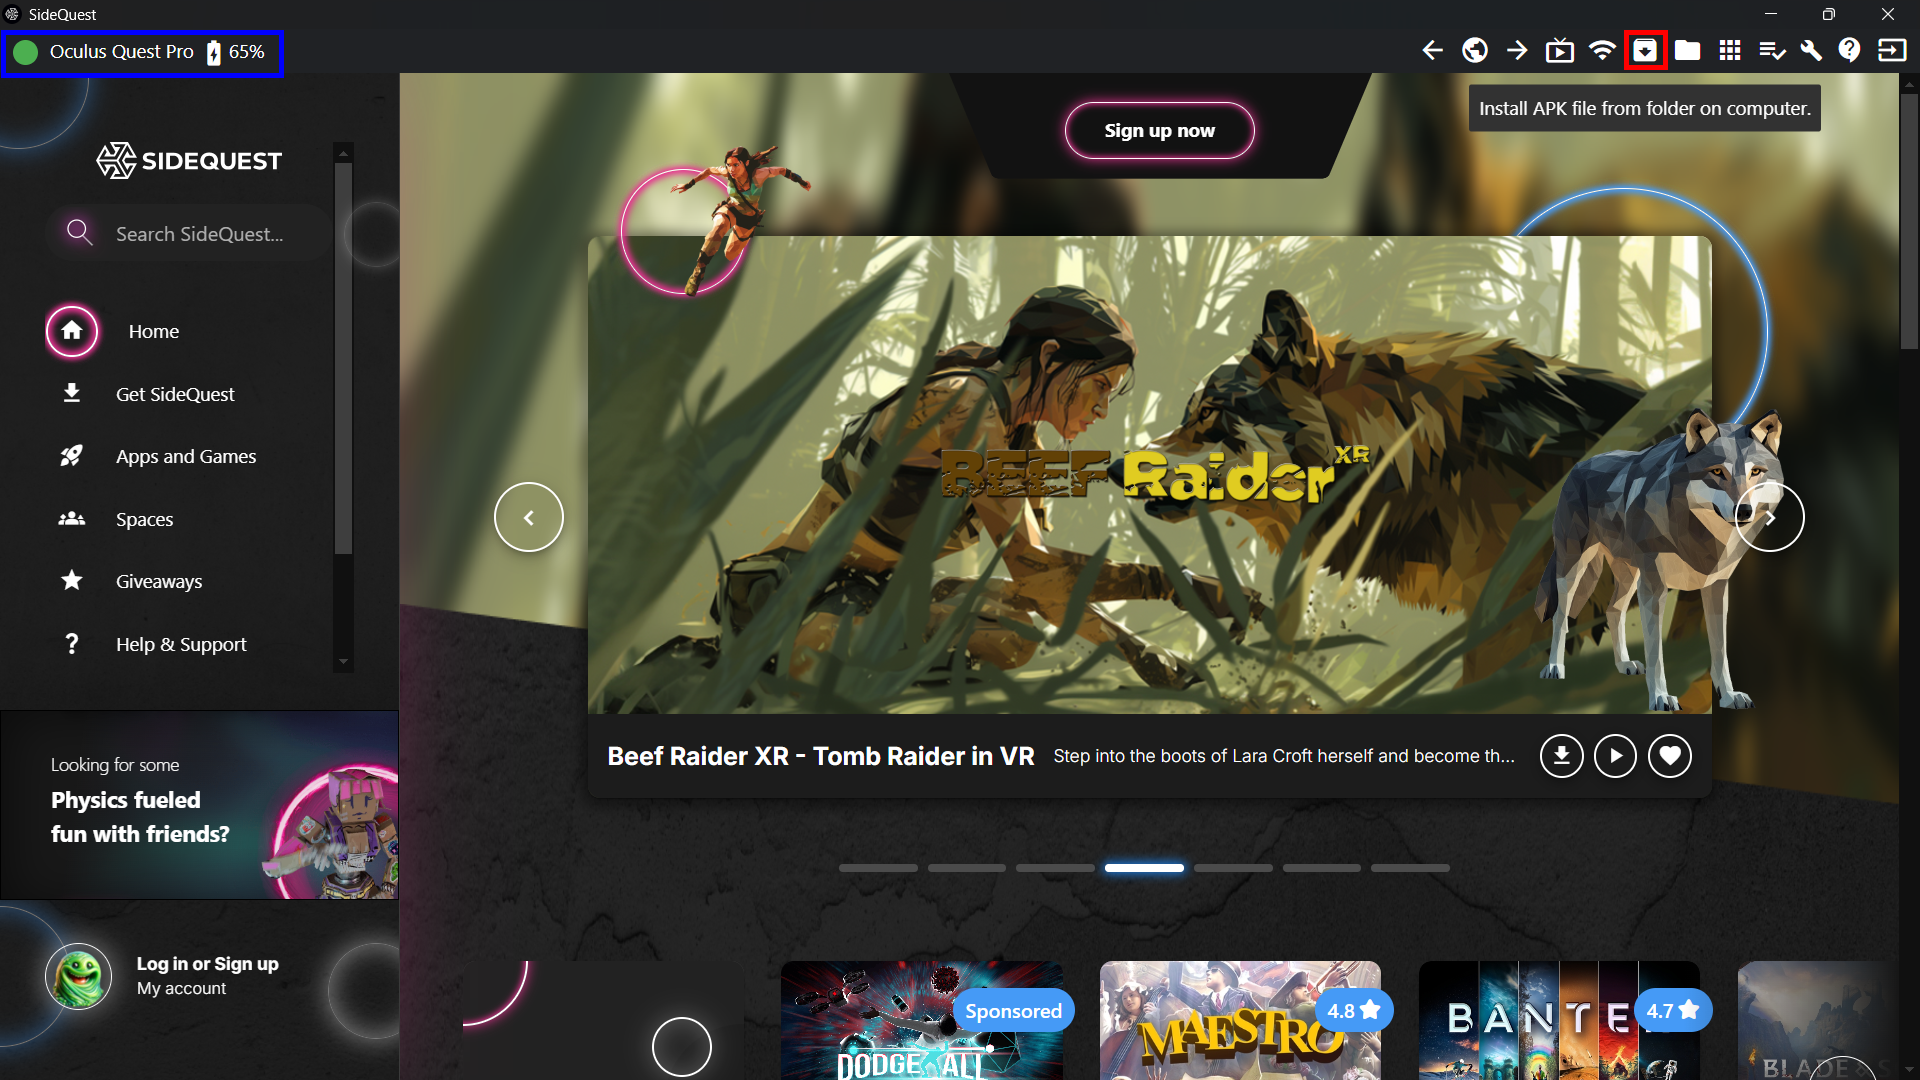 SideQuest
Oculus Quest Pro 65%
Install APK file from folder on computer.
Sign up now
SIDEQUEST
Search SideQuest...
Home
Get SideQuest
Apps and Games
Spaces
Giveaways
Help & Support
BEEF Raider XR
Beef Raider XR - Tomb Raider in VR Step into the boots of Lara Croft herself and become th...
Looking for some
Physics fueled
fun with friends?
Log in or Sign up
My account
Sponsored
4.8
4.7
MAESTRO
BANTE